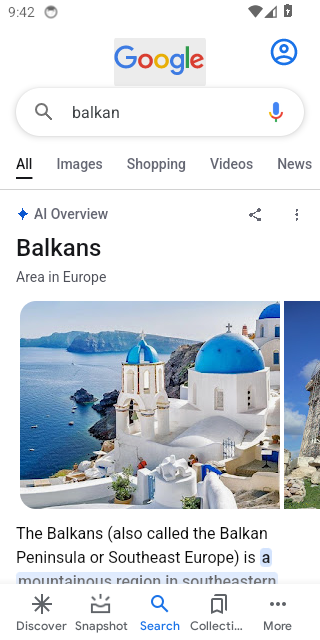 9:42
Google
balkan
All Images Shopping Videos News
AI Overview
Balkans
Area in Europe
The Balkans (also called the Balkan
Peninsula or Southeast Europe) is a
mountainous region in southeastern
Discover Snapshot Search Collecti... More